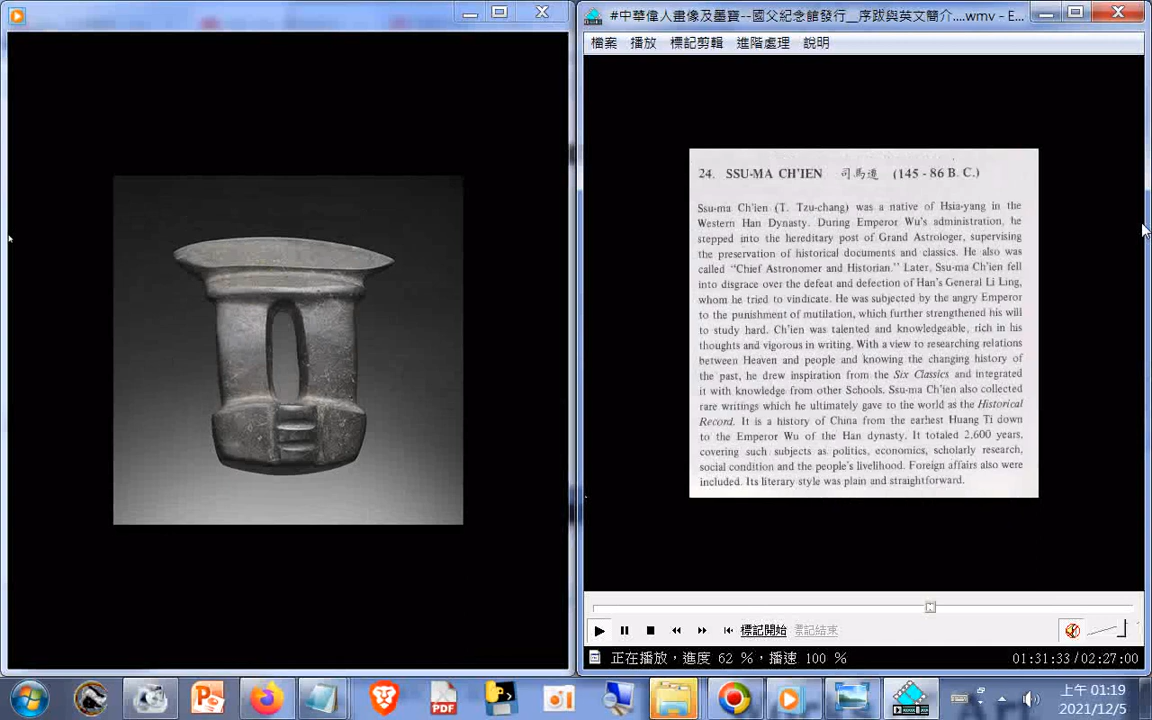 #中華偉人畫像及墨寶--國父紀念館發行__序跋與英文簡介....wmv - E...
檔案 播放 標記剪輯 進階處理 說明
24. SSU-MA CH'IEN 司馬遷 (145 - 86 B. C.)
Ssu-ma Ch'ien (T. Tzu-chang) was a native of Hsia-yang in the
Western Han Dynasty. During Emperor Wu's administration, he
stepped into the hereditary post of Grand Astrologer, supervising
the preservation of historical documents and classics. He also was
called "Chief Astronomer and Historian." Later, Ssu-ma Ch'ien fell
into disgrace over the defeat and defection of Han's General Li Ling,
whom he tried to vindicate. He was subjected by the angry Emperor
to the punishment of mutilation, which further strengthened his will
to study hard. Ch'ien was talented and knowledgeable, rich in his
thoughts and vigorous in writing. With a view to researching relations
between Heaven and people and knowing the changing history of
the past, he drew inspiration from the Six Classics and integrated
it with knowledge from other Schools. Ssu-ma Ch'ien also collected
rare writings which he ultimately gave to the world as the Historical
Record. It is a history of China from the earhest Huang Ti down
to the Emperor Wu of the Han dynasty. It totaled 2,600 years,
covering such subjects as politics, economics, scholarly research,
social condition and the people's livelihood. Foreign affairs also were
included. Its literary style was plain and straightforward.
標記開始 標記結束
正在播放，進度 62 %，播速 100 % 01:31:33 / 02:27:00
PDF
上午 01:19
2021/12/5